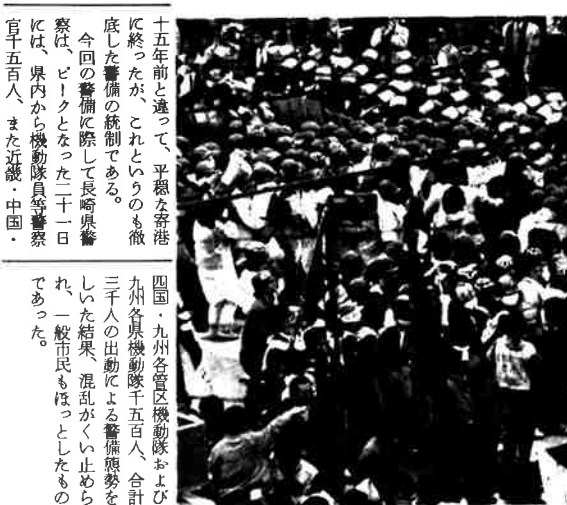 十五年前と違って、平穏な寄港
に終ったが、これというのも徹
底した警備の統制である。
今回の警備に際して長崎県警
察は、ピークとなった二十一日
には、県内から機動隊員等警察
官千五百人、また近畿・中国・
四国・九州各管区機動隊および
九州各県機動隊千五百人、合計
三千人の出動による警備態勢を
しいた結果、混乱がくい止めら
れ、一般市民もほっとしたもの
であった。